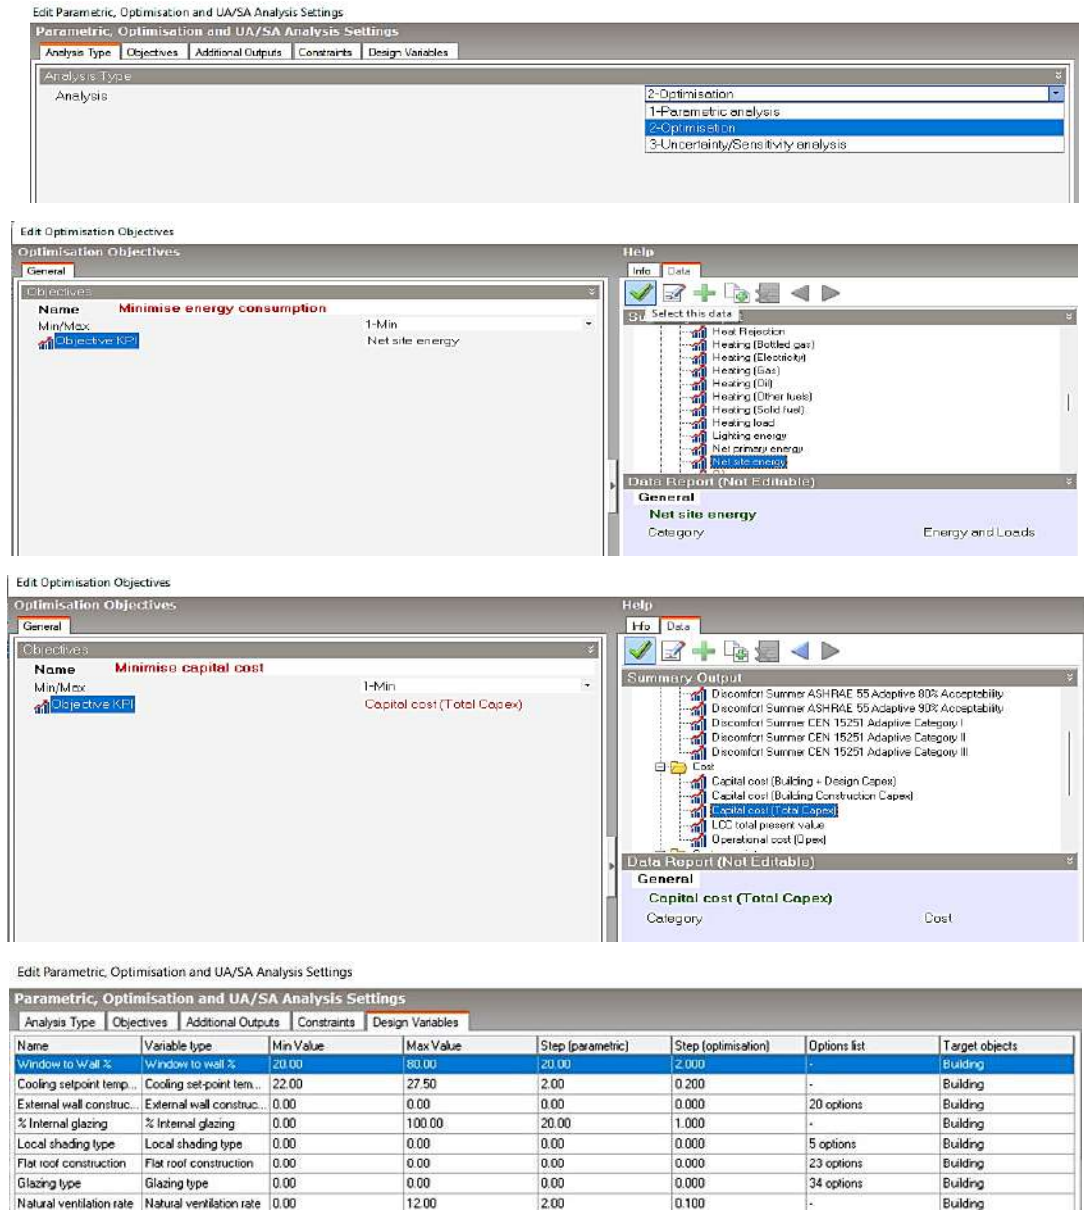 Edit Parametric, Optimisation and UA/SA Analysis Settings
Parametric, Optimisation and UA/SA Analysis Settings
Analysis Type Objectives Additional Outputs Constraints Design Variables
Analysis Type
Analysis 2-Optimisation
1-Parametric analysis
2-Optimisation
3-Uncertainty/Sensitivity analysis
Edit Optimisation Objectives
Optimisation Objectives Help
General Info Data
Objectives
Select this data
Name Minimise energy consumption
Min/Max 1-Min
Objective KPI Net site energy
Heat Rejection
Heating (Bottled gas)
Heating (Electricity)
Heating (Gas)
Heating (Oil)
Heating (Other fuels)
Heating (Solid fuel)
Heating load
Lighting energy
Net primary energy
Net site energy
Data Report (Not Editable)
General
Net site energy
Category Energy and Loads
Edit Optimisation Objectives
Optimisation Objectives Help
General Info Data
Objectives
Name Minimise capital cost
Min/Max 1-Min
Objective KPI Capital cost (Total Capex)
Summary Output
Discomfort Summer ASHRAE 55 Adaptive 80% Acceptability
Discomfort Summer ASHRAE 55 Adaptive 90% Acceptability
Discomfort Summer CEN 15251 Adaptive Category I
Discomfort Summer CEN 15251 Adaptive Category II
Discomfort Summer CEN 15251 Adaptive Category III
Cost
Capital cost (Building + Design Capex)
Capital cost (Building Construction Capex)
Capital cost (Total Capex)
LCC total present value
Operational cost (Opex)
Data Report (Not Editable)
General
Capital cost (Total Capex)
Category Cost
Edit Parametric, Optimisation and UA/SA Analysis Settings
Parametric, Optimisation and UA/SA Analysis Settings
Analysis Type Objectives Additional Outputs Constraints Design Variables
Name Variable type Min Value Max Value Step (parametric) Step (optimisation) Options list Target objects
Window to Wall % Window to wall % 20.00 80.00 20.00 2.000 - Building
Cooling setpoint temp... Cooling set-point tem... 22.00 27.50 2.00 0.200 - Building
External wall construc... External wall construc... 0.00 0.00 0.00 0.000 20 options Building
% Internal glazing % Internal glazing 0.00 100.00 20.00 1.000 - Building
Local shading type Local shading type 0.00 0.00 0.00 0.000 5 options Building
Flat roof construction Flat roof construction 0.00 0.00 0.00 0.000 23 options Building
Glazing type Glazing type 0.00 0.00 0.00 0.000 34 options Building
Natural ventilation rate Natural ventilation rate 0.00 12.00 2.00 0.100 - Building